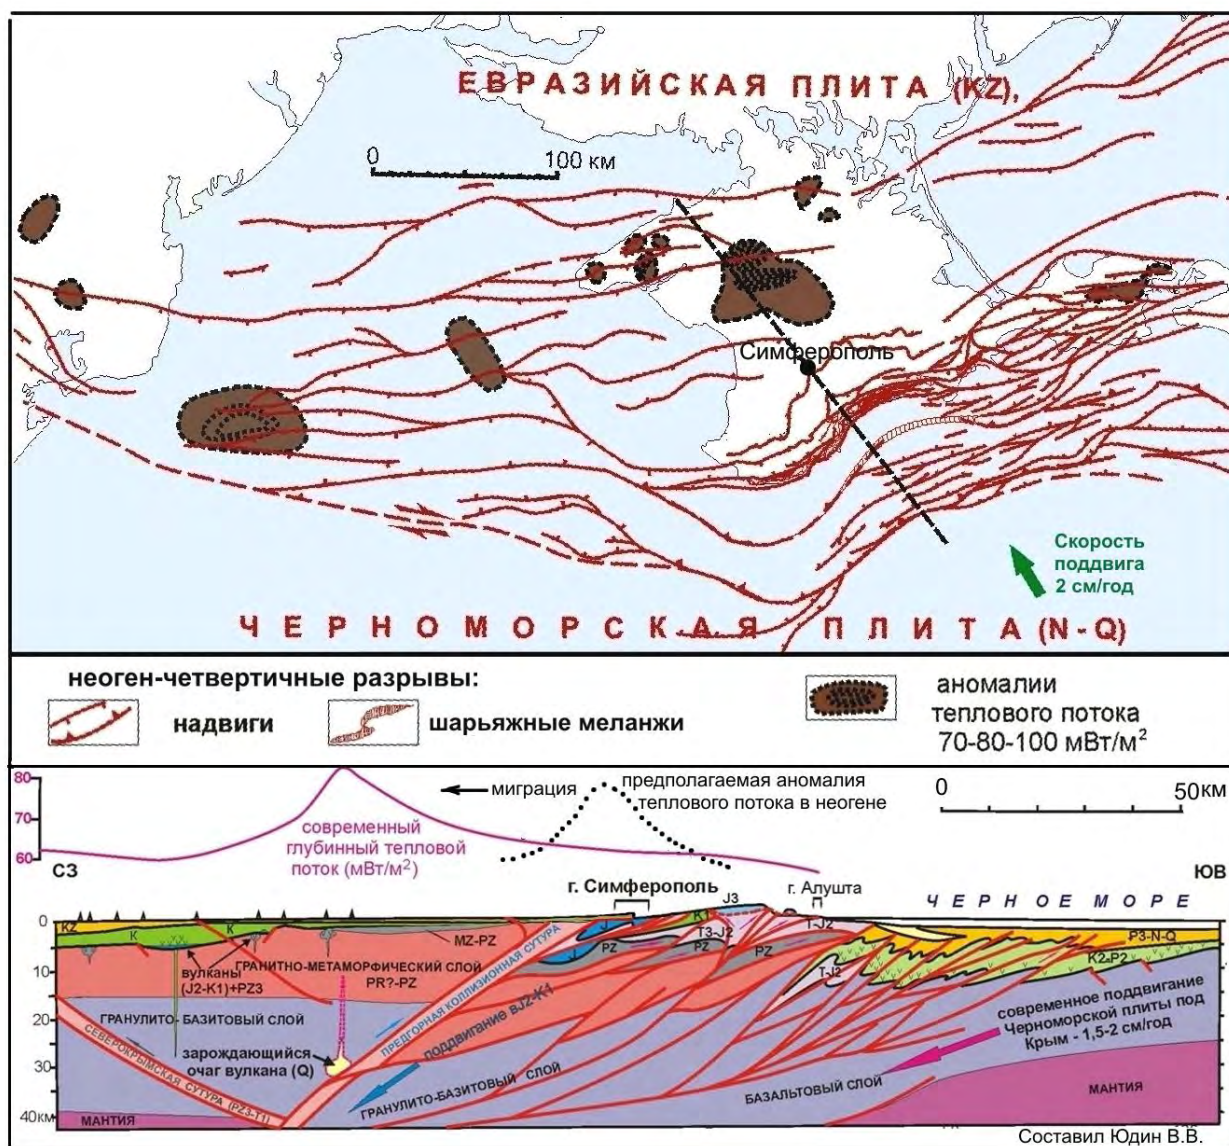 ЕВРАЗИЙСКАЯ ПЛИТА (KZ),
0 100 км
Симферополь
Скорость
поддвига
2 см/год
ЧЕРНОМОРСКАЯ ПЛИТА (N-Q)
неоген-четвертичные разрывы:
надвиги
шарьяжные меланжи
аномалии
теплового потока
70-80-100 мВт/м²
80
70
60
миграция
предполагаемая аномалия
теплового потока в неогене
0 50 км
современный
глубинный тепловой
поток (мВт/м²)
СЗ
ЮВ
г. Симферополь
г. Алушта
ЧЕРНОЕ МОРЕ
0
10
15
20
30
40км
KZ
K
K
MZ-PZ
J
K1
J3
T3-J2
PZ
PZ
PZ
T-J2
T-J2
P3-N-Q
K2-P2
вулканы
(J2-K1)+PZ3
ГРАНИТНО-МЕТАМОРФИЧЕСКИЙ СЛОЙ
PR?-PZ
ГРАНУЛИТО-БАЗИТОВЫЙ СЛОЙ
ПРЕДГОРНАЯ КОЛЛИЗИОННАЯ СУТУРА
поддвигание вJ2-K1
СЕВЕРОКРЫМСКАЯ СУТУРА (PZ3-T1)
зарождающийся
очаг вулкана (Q)
ГРАНУЛИТО-БАЗИТОВЫЙ СЛОЙ
БАЗАЛЬТОВЫЙ СЛОЙ
современное поддвигание
Черноморской плиты под
Крым - 1,5-2 см/год
МАНТИЯ
МАНТИЯ
Составил Юдин В.В.